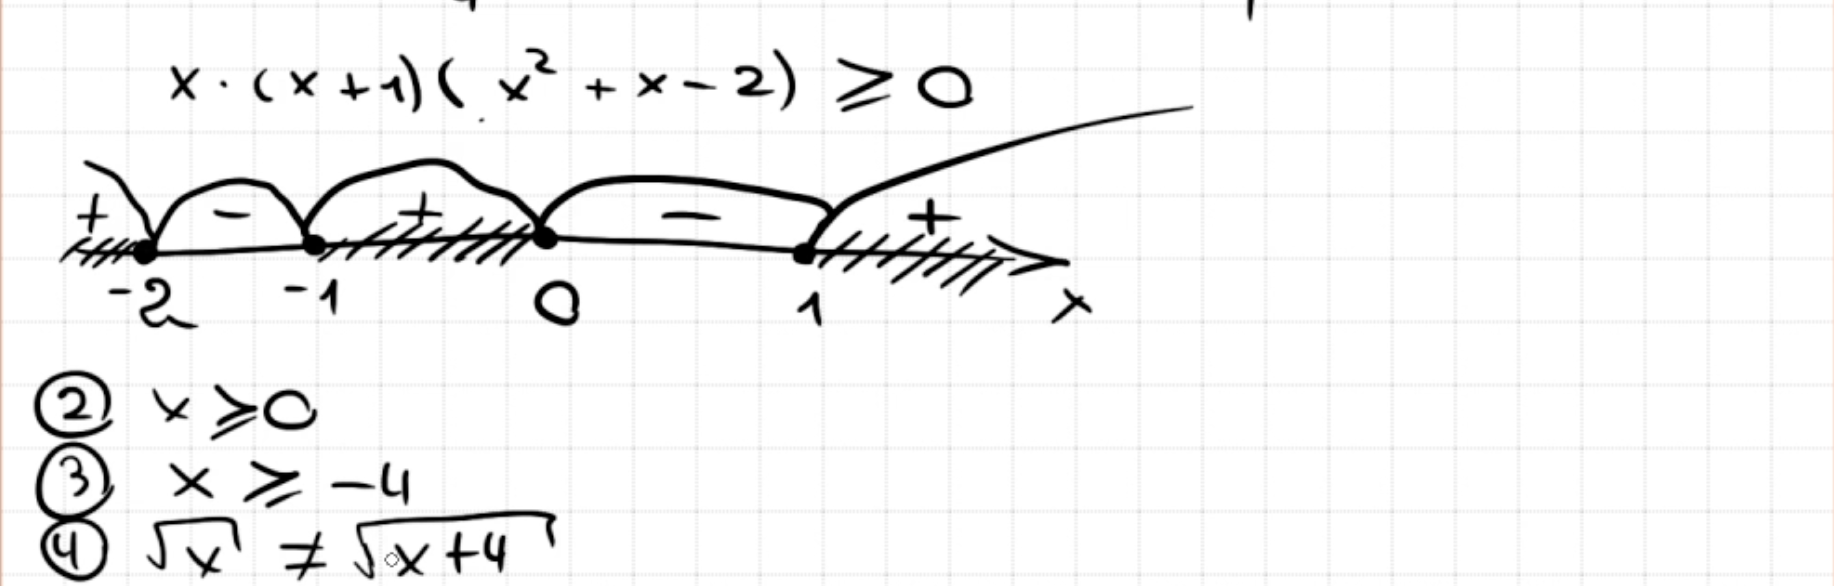 x · (x + 1)(x² + x - 2) ⩾ 0
+ - + - +
-2 -1 0 1 x
② x ⩾ 0
③ x ⩾ -4
④ √x ≠ √x + 4